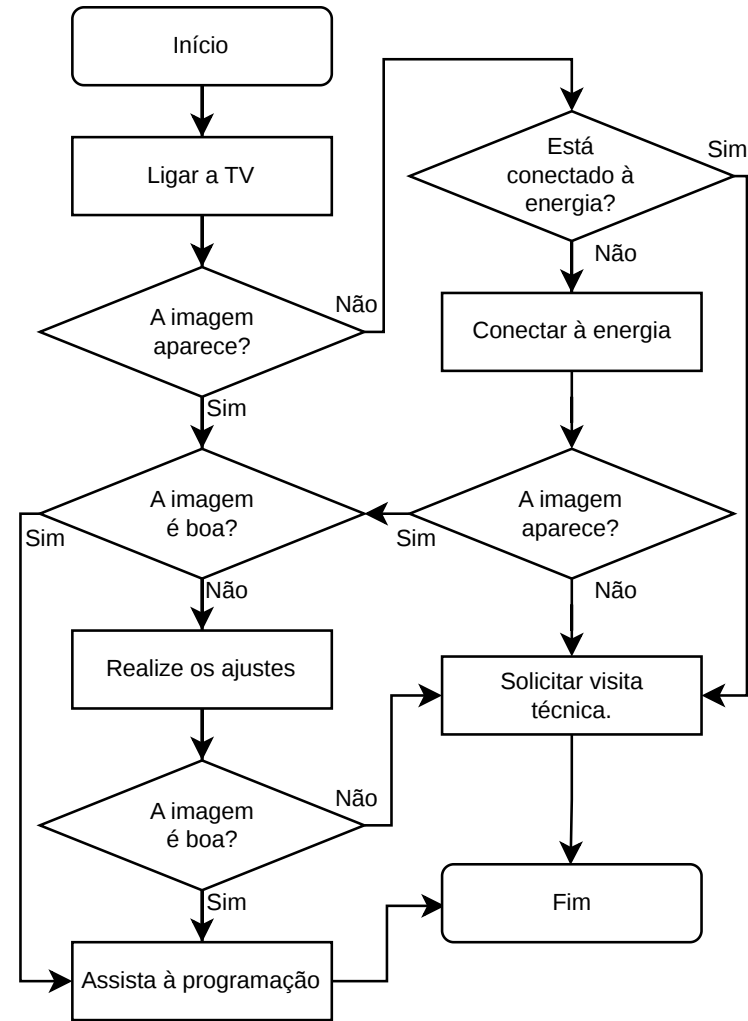 Início
Ligar a TV
A imagem
aparece?
Não
Sim
Está
conectado à
energia?
Sim
Não
Conectar à energia
A imagem
aparece?
Sim
Não
A imagem
é boa?
Sim
Não
Realize os ajustes
A imagem
é boa?
Não
Sim
Solicitar visita
técnica.
Assista à programação
Fim